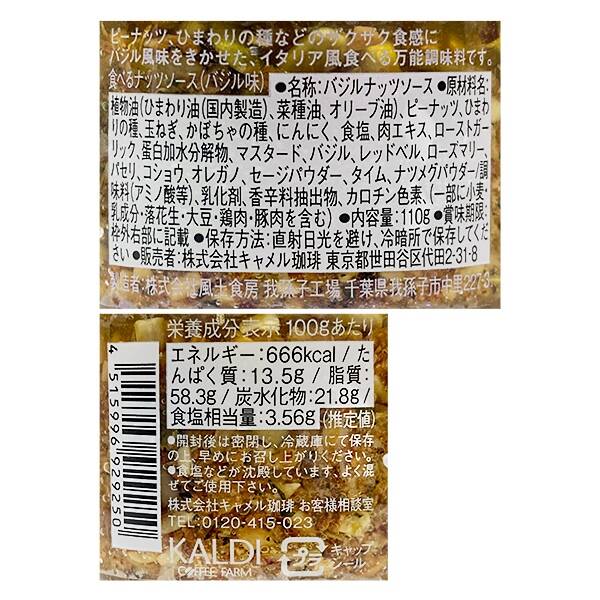 ピーナッツ、ひまわりの種などのザクザク食感に
バジル風味をきかせた、イタリア風食べる万能調味料です。
食べるナッツソース（バジル味） ●名称：バジルナッツソース ●原材料名：
植物油（ひまわり油（国内製造）、菜種油、オリーブ油）、ピーナッツ、ひまわ
りの種、玉ねぎ、かぼちゃの種、にんにく、食塩、肉エキス、ローストガー
リック、蛋白加水分解物、マスタード、バジル、レッドベル、ローズマリー、
パセリ、コショウ、オレガノ、セージパウダー、タイム、ナツメグパウダー/調
味料（アミノ酸等）、乳化剤、香辛料抽出物、カロチン色素、（一部に小麦・
乳成分・落花生・大豆・鶏肉・豚肉を含む） ●内容量：110g ●賞味期限：
枠外右部に記載 ●保存方法：直射日光を避け、冷暗所で保存してくだ
さい ●販売者：株式会社キャメル珈琲 東京都世田谷区代田2-31-8
製造者：株式会社風土食房 我孫子工場 千葉県我孫子市中里227-3
栄養成分表示 100gあたり
エネルギー：666kcal / た
んぱく質：13.5g / 脂質：
58.3g / 炭水化物：21.8g /
食塩相当量：3.56g （推定値）
●開封後は密閉し、冷蔵庫にて保存
の上、早めにお召し上がりください。
●食塩などが沈殿しています、よく混
ぜてご使用下さい。
株式会社キャメル珈琲 お客様相談室
TEL：0120-415-023
KALDI
COFFEE FARM
プラ
キャップ
シール
4 515996 929250